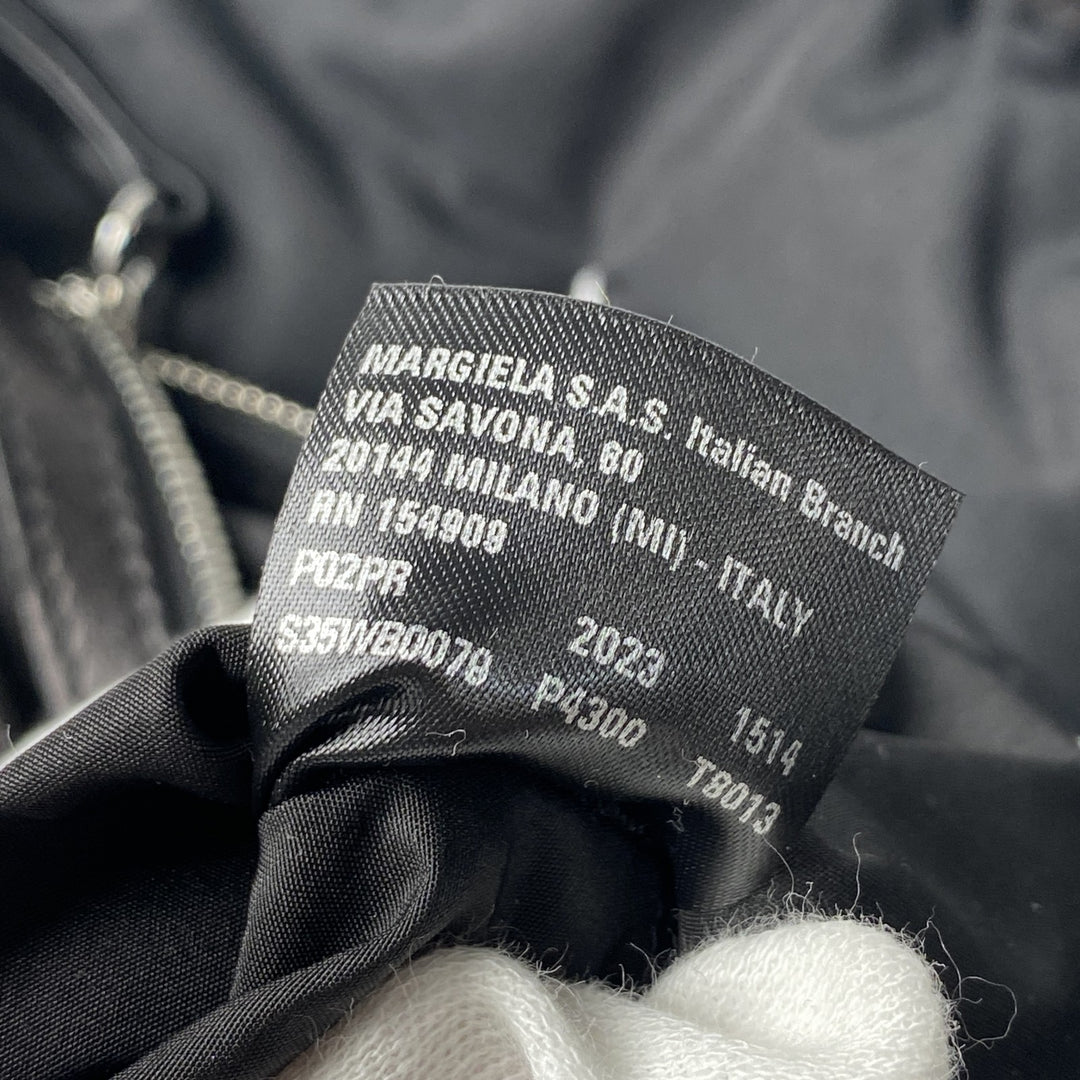 MARGIELA S.A.S. Italian Branch
VIA SAVONA, 60
20144 MILANO (MI) - ITALY
RN 154909
P02PR 2023 1514
S35WB0078 P4300 T8013